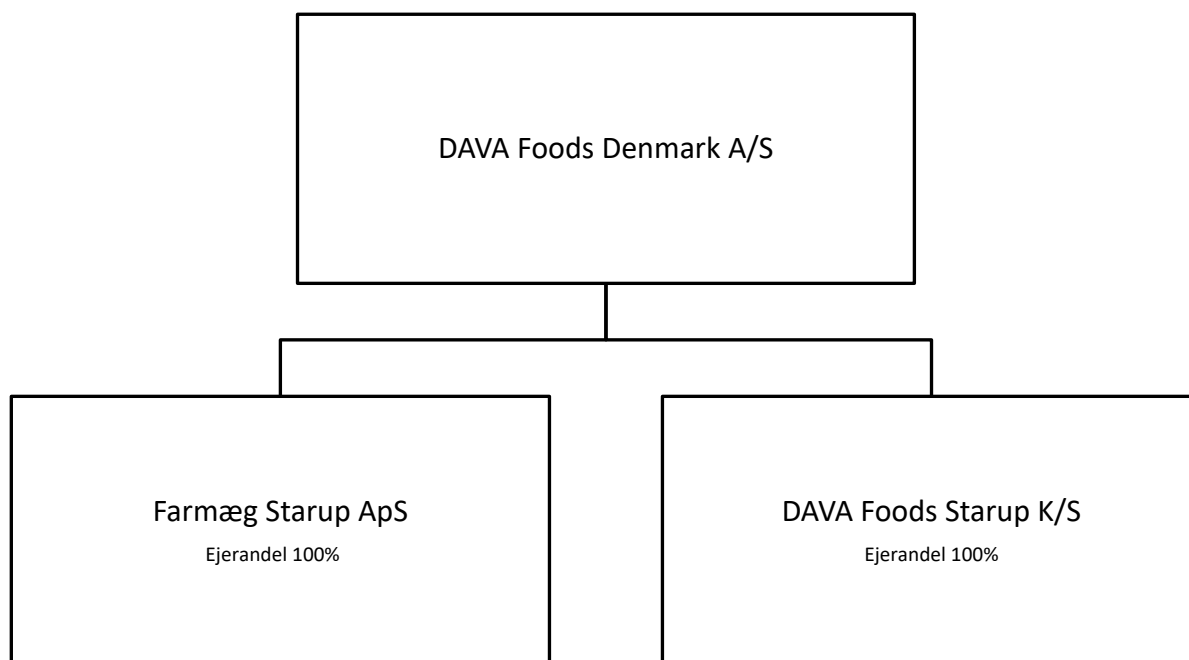 DAVA Foods Denmark A/S
Farmæg Starup ApS
Ejerandel 100%
DAVA Foods Starup K/S
Ejerandel 100%